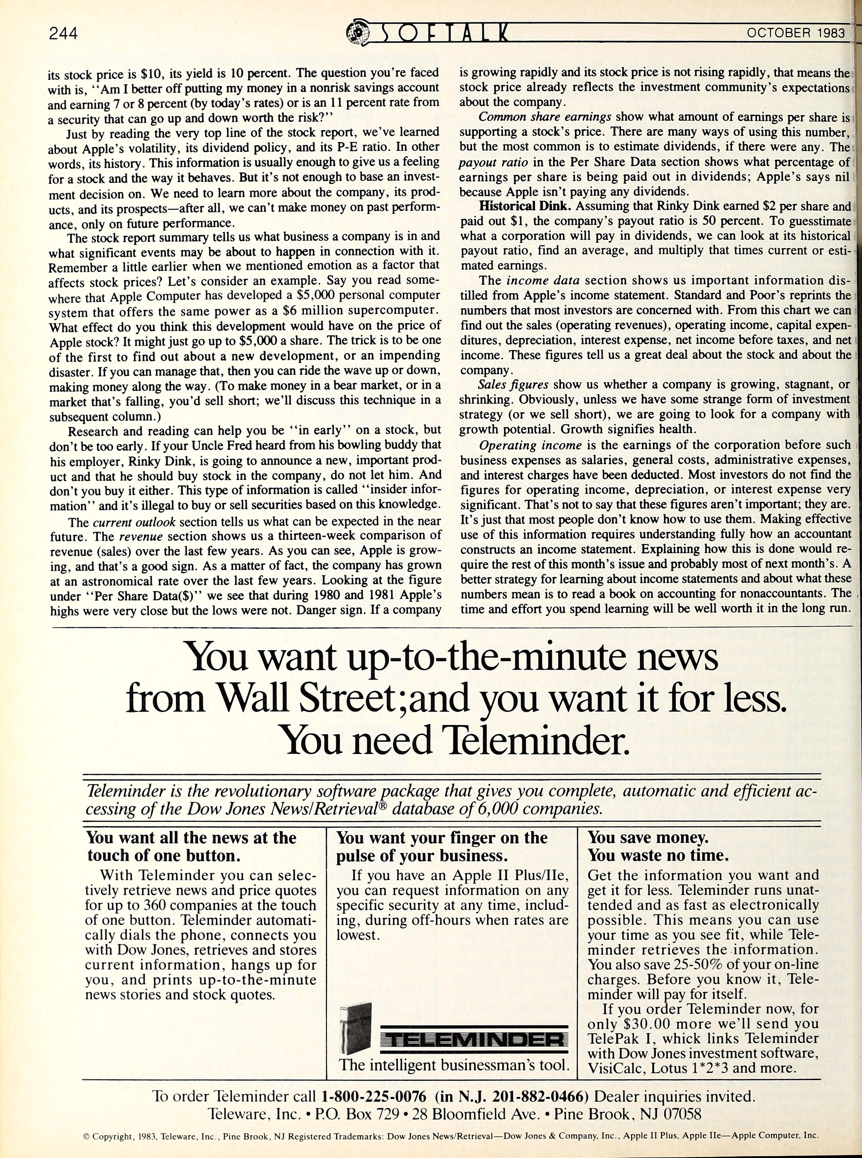 244
SOFTALK
OCTOBER 1983
its stock price is $10, its yield is 10 percent. The question you're faced
with is, "Am I better off putting my money in a nonrisk savings account
and earning 7 or 8 percent (by today's rates) or is an 11 percent rate from
a security that can go up and down worth the risk?"
Just by reading the very top line of the stock report, we've learned
about Apple's volatility, its dividend policy, and its P-E ratio. In other
words, its history. This information is usually enough to give us a feeling
for a stock and the way it behaves. But it's not enough to base an invest-
ment decision on. We need to learn more about the company, its prod-
ucts, and its prospects—after all, we can't make money on past perform-
ance, only on future performance.
The stock report summary tells us what business a company is in and
what significant events may be about to happen in connection with it.
Remember a little earlier when we mentioned emotion as a factor that
affects stock prices? Let's consider an example. Say you read some-
where that Apple Computer has developed a $5,000 personal computer
system that offers the same power as a $6 million supercomputer.
What effect do you think this development would have on the price of
Apple stock? It might just go up to $5,000 a share. The trick is to be one
of the first to find out about a new development, or an impending
disaster. If you can manage that, then you can ride the wave up or down,
making money along the way. (To make money in a bear market, or in a
market that's falling, you'd sell short; we'll discuss this technique in a
subsequent column.)
Research and reading can help you be "in early" on a stock, but
don't be too early. If your Uncle Fred heard from his bowling buddy that
his employer, Rinky Dink, is going to announce a new, important prod-
uct and that he should buy stock in the company, do not let him. And
don't you buy it either. This type of information is called "insider infor-
mation" and it's illegal to buy or sell securities based on this knowledge.
The current outlook section tells us what can be expected in the near
future. The revenue section shows us a thirteen-week comparison of
revenue (sales) over the last few years. As you can see, Apple is grow-
ing, and that's a good sign. As a matter of fact, the company has grown
at an astronomical rate over the last few years. Looking at the figure
under "Per Share Data($)" we see that during 1980 and 1981 Apple's
highs were very close but the lows were not. Danger sign. If a company
is growing rapidly and its stock price is not rising rapidly, that means the
stock price already reflects the investment community's expectations
about the company.
Common share earnings show what amount of earnings per share is
supporting a stock's price. There are many ways of using this number,
but the most common is to estimate dividends, if there were any. The
payout ratio in the Per Share Data section shows what percentage of
earnings per share is being paid out in dividends; Apple's says nil
because Apple isn't paying any dividends.
Historical Dink. Assuming that Rinky Dink earned $2 per share and
paid out $1, the company's payout ratio is 50 percent. To guesstimate
what a corporation will pay in dividends, we can look at its historical
payout ratio, find an average, and multiply that times current or esti-
mated earnings.
The income data section shows us important information dis-
tilled from Apple's income statement. Standard and Poor's reprints the
numbers that most investors are concerned with. From this chart we can
find out the sales (operating revenues), operating income, capital expen-
ditures, depreciation, interest expense, net income before taxes, and net
income. These figures tell us a great deal about the stock and about the
company.
Sales figures show us whether a company is growing, stagnant, or
shrinking. Obviously, unless we have some strange form of investment
strategy (or we sell short), we are going to look for a company with
growth potential. Growth signifies health.
Operating income is the earnings of the corporation before such
business expenses as salaries, general costs, administrative expenses,
and interest charges have been deducted. Most investors do not find the
figures for operating income, depreciation, or interest expense very
significant. That's not to say that these figures aren't important; they are.
It's just that most people don't know how to use them. Making effective
use of this information requires understanding fully how an accountant
constructs an income statement. Explaining how this is done would re-
quire the rest of this month's issue and probably most of next month's. A
better strategy for learning about income statements and about what these
numbers mean is to read a book on accounting for nonaccountants. The
time and effort you spend learning will be well worth it in the long run.
You want up-to-the-minute news
from Wall Street;and you want it for less.
You need Teleminder.
Teleminder is the revolutionary software package that gives you complete, automatic and efficient ac-
cessing of the Dow Jones News/Retrieval® database of 6,000 companies.
You want all the news at the
touch of one button.
With Teleminder you can selec-
tively retrieve news and price quotes
for up to 360 companies at the touch
of one button. Teleminder automati-
cally dials the phone, connects you
with Dow Jones, retrieves and stores
current information, hangs up for
you, and prints up-to-the-minute
news stories and stock quotes.
You want your finger on the
pulse of your business.
If you have an Apple II Plus/IIe,
you can request information on any
specific security at any time, includ-
ing, during off-hours when rates are
lowest.
TELEMINDER
The intelligent businessman's tool.
You save money.
You waste no time.
Get the information you want and
get it for less. Teleminder runs unat-
tended and as fast as electronically
possible. This means you can use
your time as you see fit, while Tele-
minder retrieves the information.
You also save 25-50% of your on-line
charges. Before you know it, Tele-
minder will pay for itself.
If you order Teleminder now, for
only $30.00 more we'll send you
TelePak I, whick links Teleminder
with Dow Jones investment software,
VisiCalc, Lotus 1*2*3 and more.
To order Teleminder call 1-800-225-0076 (in N.J. 201-882-0466) Dealer inquiries invited.
Teleware, Inc. • P.O. Box 729 • 28 Bloomfield Ave. • Pine Brook, NJ 07058
© Copyright, 1983, Teleware, Inc., Pine Brook, NJ Registered Trademarks: Dow Jones News/Retrieval—Dow Jones & Company, Inc., Apple II Plus, Apple IIe—Apple Computer, Inc.